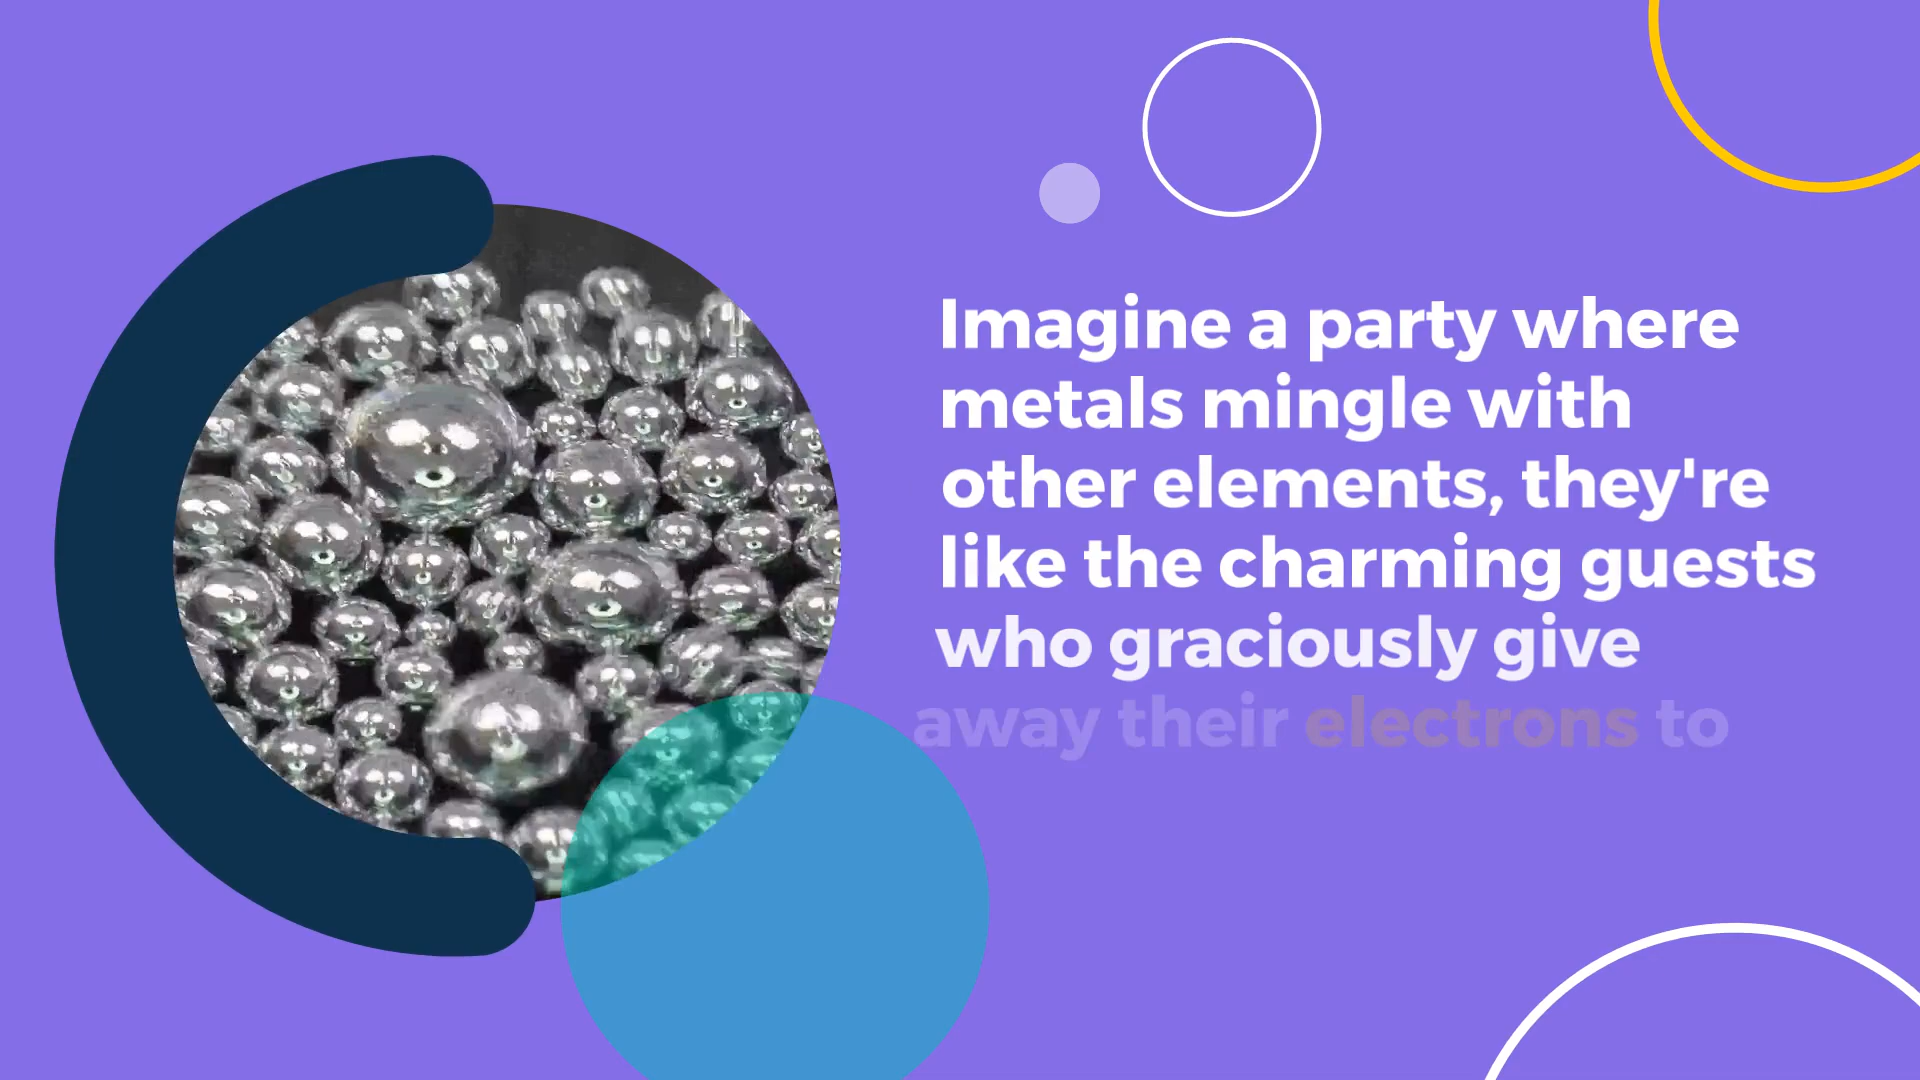 Imagine a party where
metals mingle with
other elements, they're
like the charming guests
who graciously give
away their electrons to